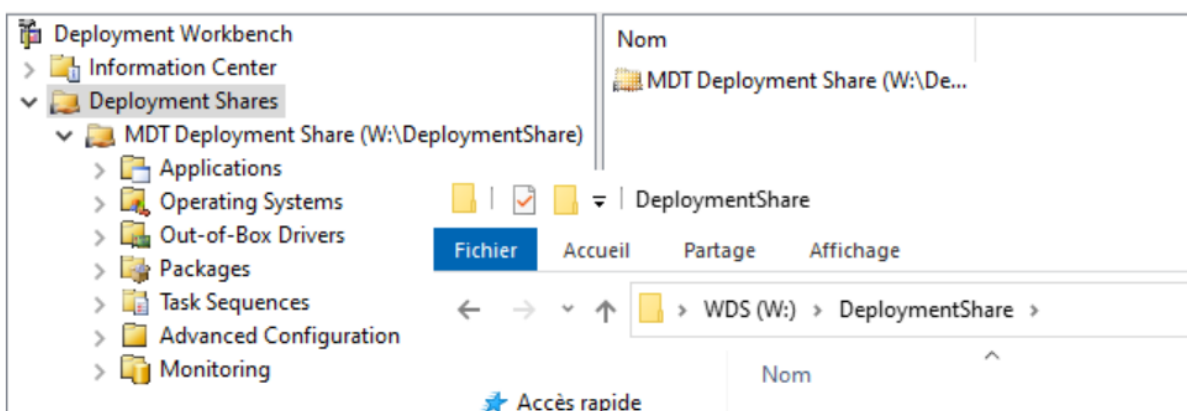 Deployment Workbench
Information Center
Deployment Shares
MDT Deployment Share (W:\DeploymentShare)
Applications
Operating Systems
Out-of-Box Drivers
Packages
Task Sequences
Advanced Configuration
Monitoring
Nom
MDT Deployment Share (W:\De...
DeploymentShare
Fichier Accueil Partage Affichage
WDS (W:) > DeploymentShare >
Nom
Accès rapide